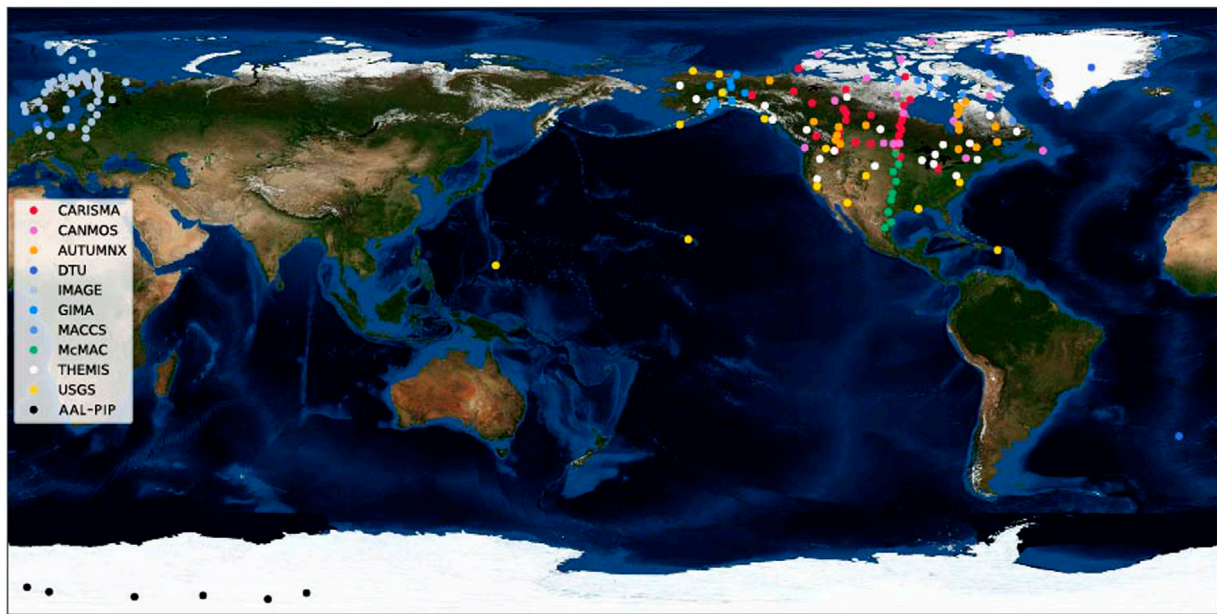 CARISMA
CANMOS
AUTUMNX
DTU
IMAGE
GIMA
MACCS
McMAC
THEMIS
USGS
AAL-PIP